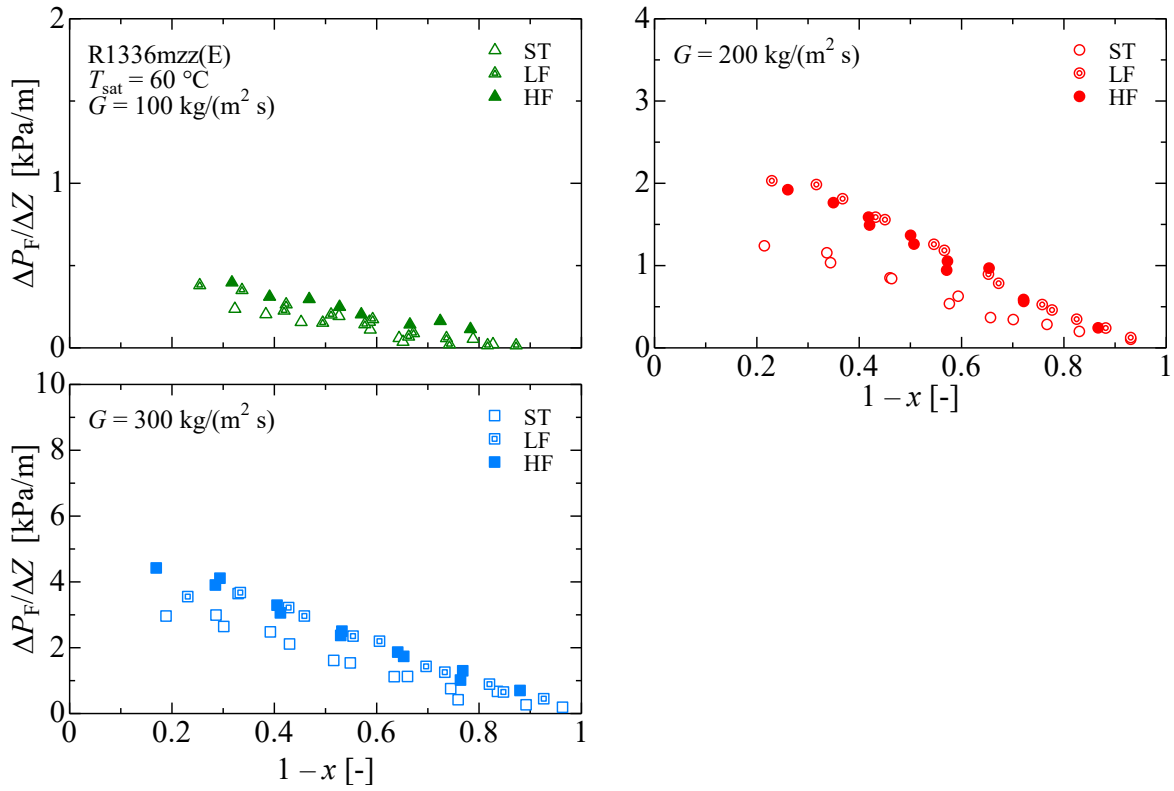 2
1
0
ΔP_F/ΔZ [kPa/m]
R1336mzz(E)
T_sat = 60 °C
G = 100 kg/(m² s)
ST
LF
HF
4
3
2
1
0
G = 200 kg/(m² s)
ST
LF
HF
0 0.2 0.4 0.6 0.8 1
1 – x [-]
10
8
6
4
2
0
ΔP_F/ΔZ [kPa/m]
G = 300 kg/(m² s)
ST
LF
HF
0 0.2 0.4 0.6 0.8 1
1 – x [-]